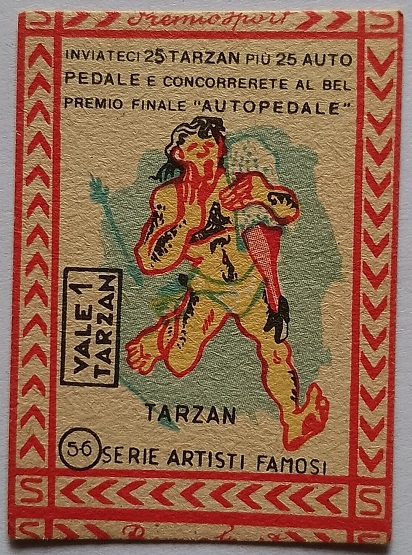 Premiosport
INVIATECI 25 TARZAN PIÙ 25 AUTO
PEDALE E CONCORRERETE AL BEL
PREMIO FINALE "AUTOPEDALE"
VALE 1
TARZAN
TARZAN
56 SERIE ARTISTI FAMOSI
S
S